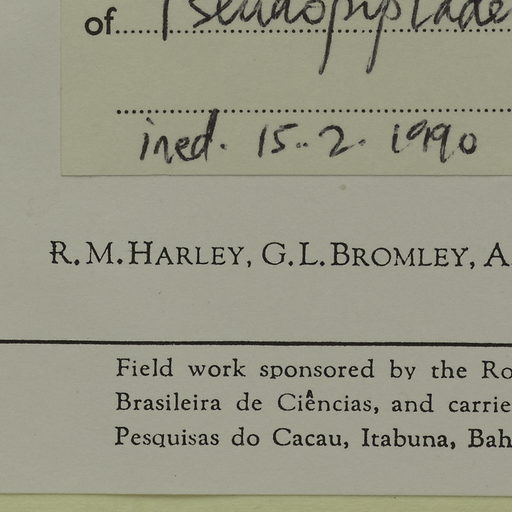 of..... Pseudopiptade
ined. 15.2.1990
R. M. HARLEY, G. L. BROMLEY, A
Field work sponsored by the Ro
Brasileira de Ciências, and carrie
Pesquisas do Cacau, Itabuna, Bah